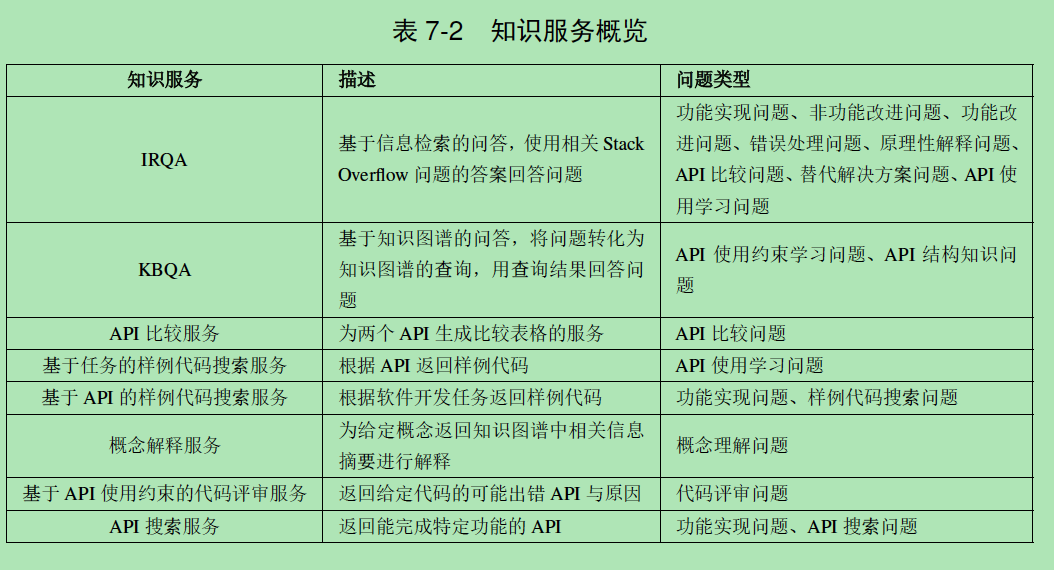 表 7-2 知识服务概览
知识服务 描述 问题类型
IRQA
基于信息检索的问答，使用相关 Stack
Overflow 问题的答案回答问题
功能实现问题、非功能改进问题、功能改
进问题、错误处理问题、原理性解释问题、
API 比较问题、替代解决方案问题、API 使
用学习问题
KBQA
基于知识图谱的问答，将问题转化为
知识图谱的查询，用查询结果回答问
题
API 使用约束学习问题、API 结构知识问
题
API 比较服务 为两个 API 生成比较表格的服务 API 比较问题
基于任务的样例代码搜索服务 根据 API 返回样例代码 API 使用学习问题
基于 API 的样例代码搜索服务 根据软件开发任务返回样例代码 功能实现问题、样例代码搜索问题
概念解释服务
为给定概念返回知识图谱中相关信息
摘要进行解释
概念理解问题
基于 API 使用约束的代码评审服务 返回给定代码的可能出错 API 与原因 代码评审问题
API 搜索服务 返回能完成特定功能的 API 功能实现问题、API 搜索问题